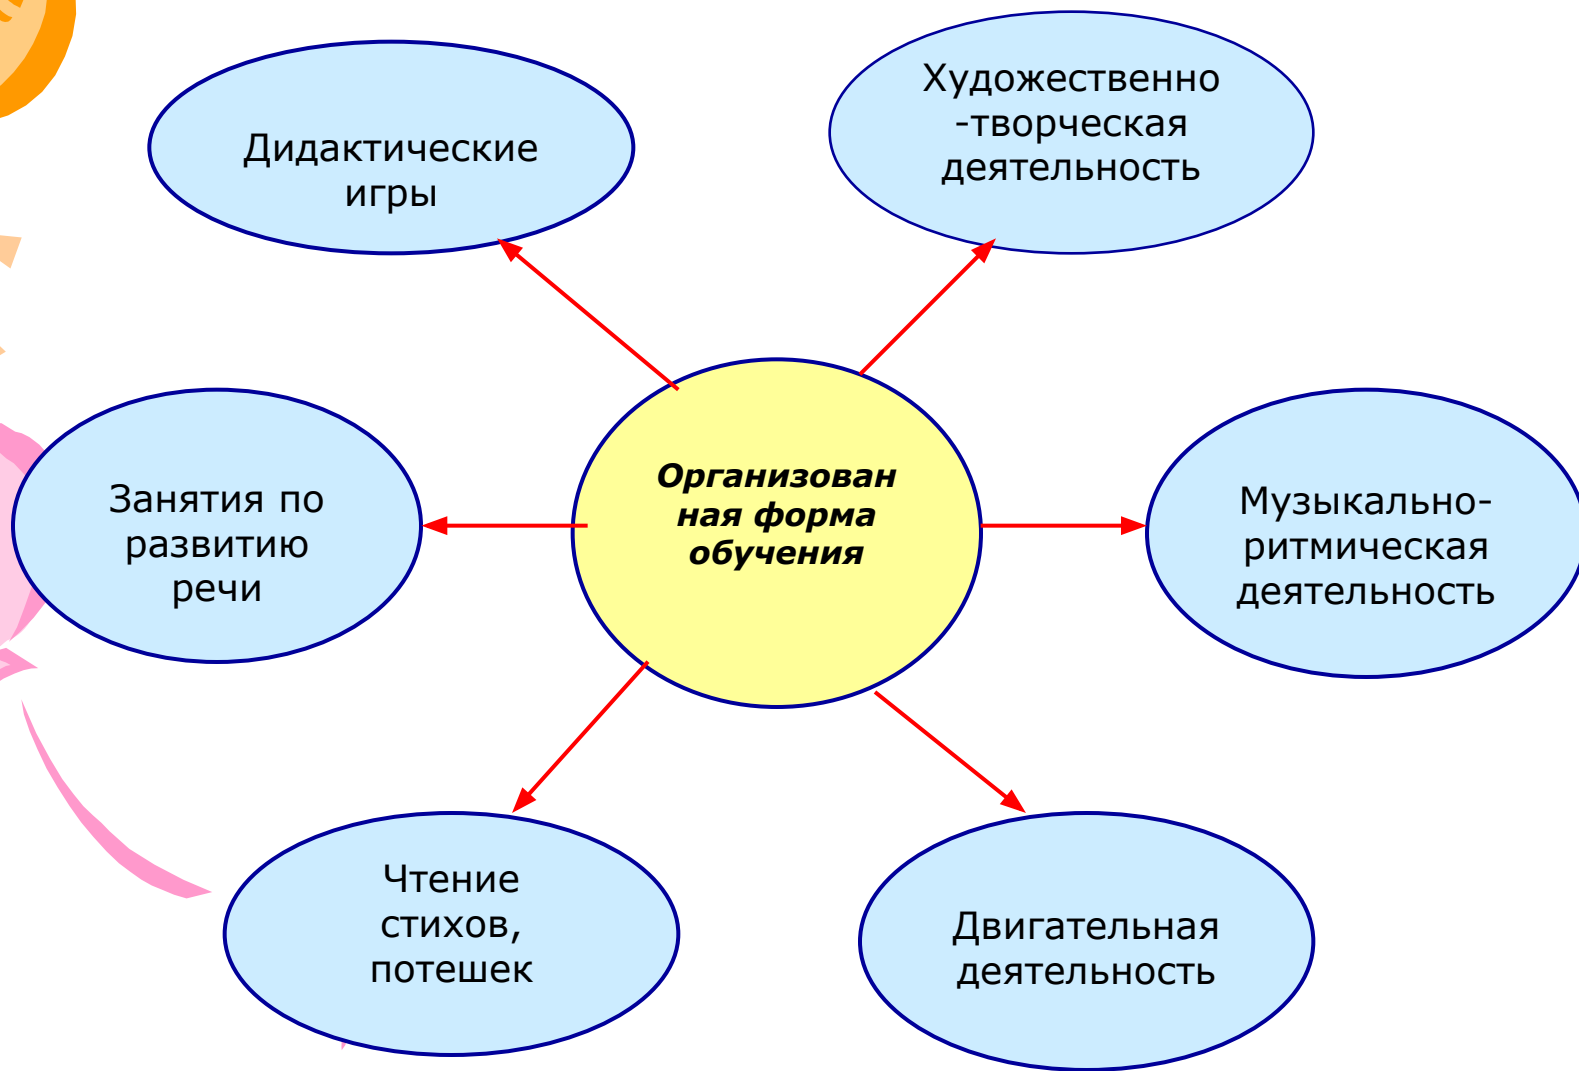 Дидактические
игры
Художественно
-творческая
деятельность
Занятия по
развитию
речи
Организован
ная форма
обучения
Музыкально-
ритмическая
деятельность
Чтение
стихов,
потешек
Двигательная
деятельность